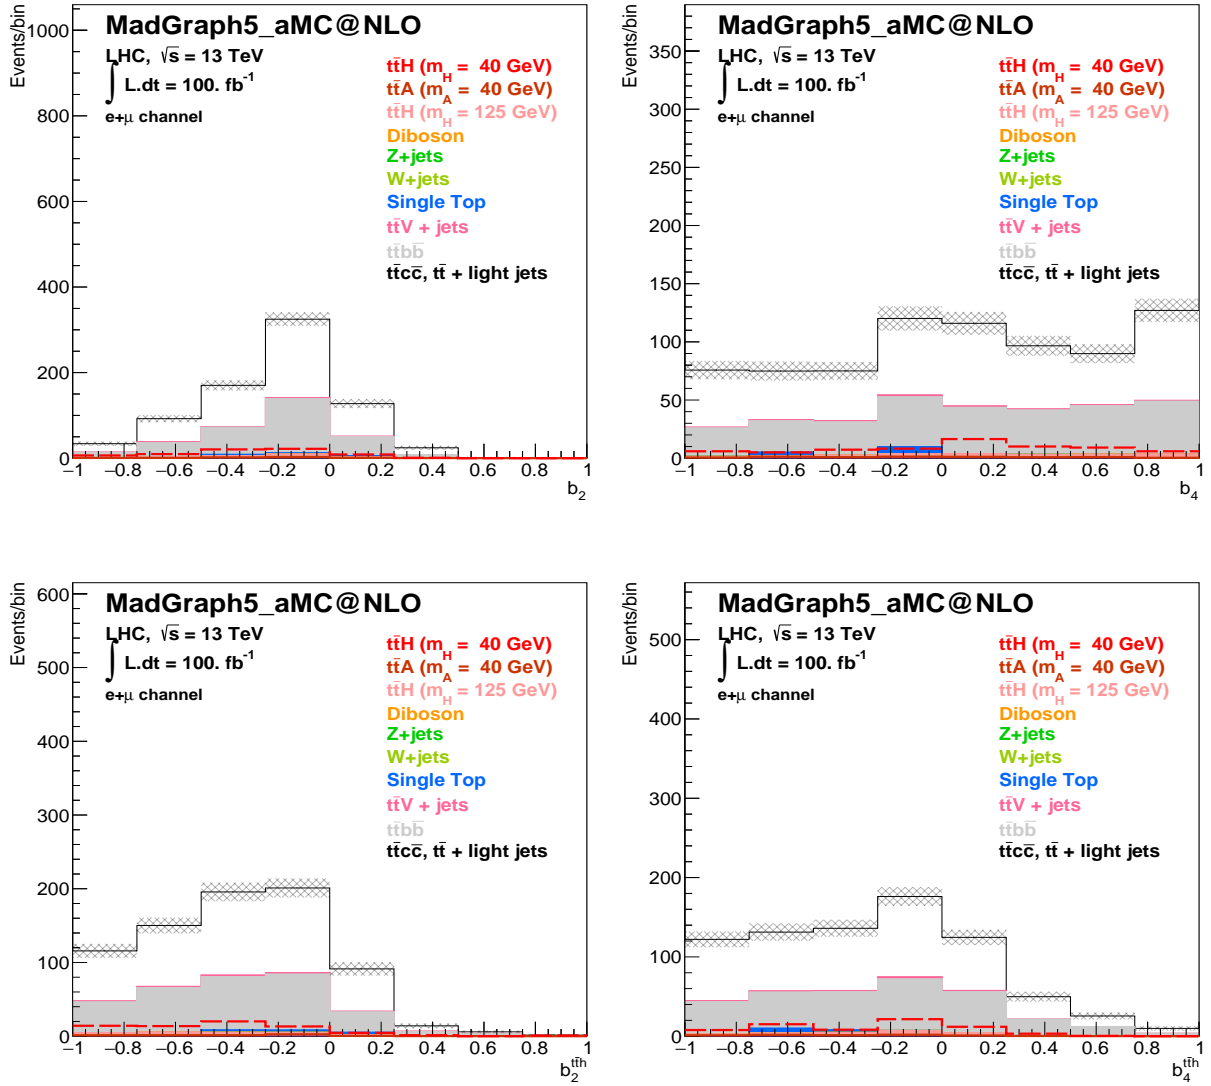 Events/bin
1000
800
600
400
200
0
MadGraph5_aMC@NLO
LHC, √s = 13 TeV
∫ L.dt = 100. fb⁻¹
e+μ channel
tt̄H (m_H = 40 GeV)
tt̄A (m_A = 40 GeV)
tt̄H (m_H = 125 GeV)
Diboson
Z+jets
W+jets
Single Top
tt̄V + jets
tt̄bb̄
tt̄cc̄, tt̄ + light jets
−1 −0.8 −0.6 −0.4 −0.2 0 0.2 0.4 0.6 0.8 1
b₂
Events/bin
350
300
250
200
150
100
50
0
MadGraph5_aMC@NLO
LHC, √s = 13 TeV
∫ L.dt = 100. fb⁻¹
e+μ channel
tt̄H (m_H = 40 GeV)
tt̄A (m_A = 40 GeV)
tt̄H (m_H = 125 GeV)
Diboson
Z+jets
W+jets
Single Top
tt̄V + jets
tt̄bb̄
tt̄cc̄, tt̄ + light jets
−1 −0.8 −0.6 −0.4 −0.2 0 0.2 0.4 0.6 0.8 1
b₄
Events/bin
600
500
400
300
200
100
0
MadGraph5_aMC@NLO
LHC, √s = 13 TeV
∫ L.dt = 100. fb⁻¹
e+μ channel
tt̄H (m_H = 40 GeV)
tt̄A (m_A = 40 GeV)
tt̄H (m_H = 125 GeV)
Diboson
Z+jets
W+jets
Single Top
tt̄V + jets
tt̄bb̄
tt̄cc̄, tt̄ + light jets
−1 −0.8 −0.6 −0.4 −0.2 0 0.2 0.4 0.6 0.8 1
b₂^tt̄h
Events/bin
500
400
300
200
100
0
MadGraph5_aMC@NLO
LHC, √s = 13 TeV
∫ L.dt = 100. fb⁻¹
e+μ channel
tt̄H (m_H = 40 GeV)
tt̄A (m_A = 40 GeV)
tt̄H (m_H = 125 GeV)
Diboson
Z+jets
W+jets
Single Top
tt̄V + jets
tt̄bb̄
tt̄cc̄, tt̄ + light jets
−1 −0.8 −0.6 −0.4 −0.2 0 0.2 0.4 0.6 0.8 1
b₄^tt̄h